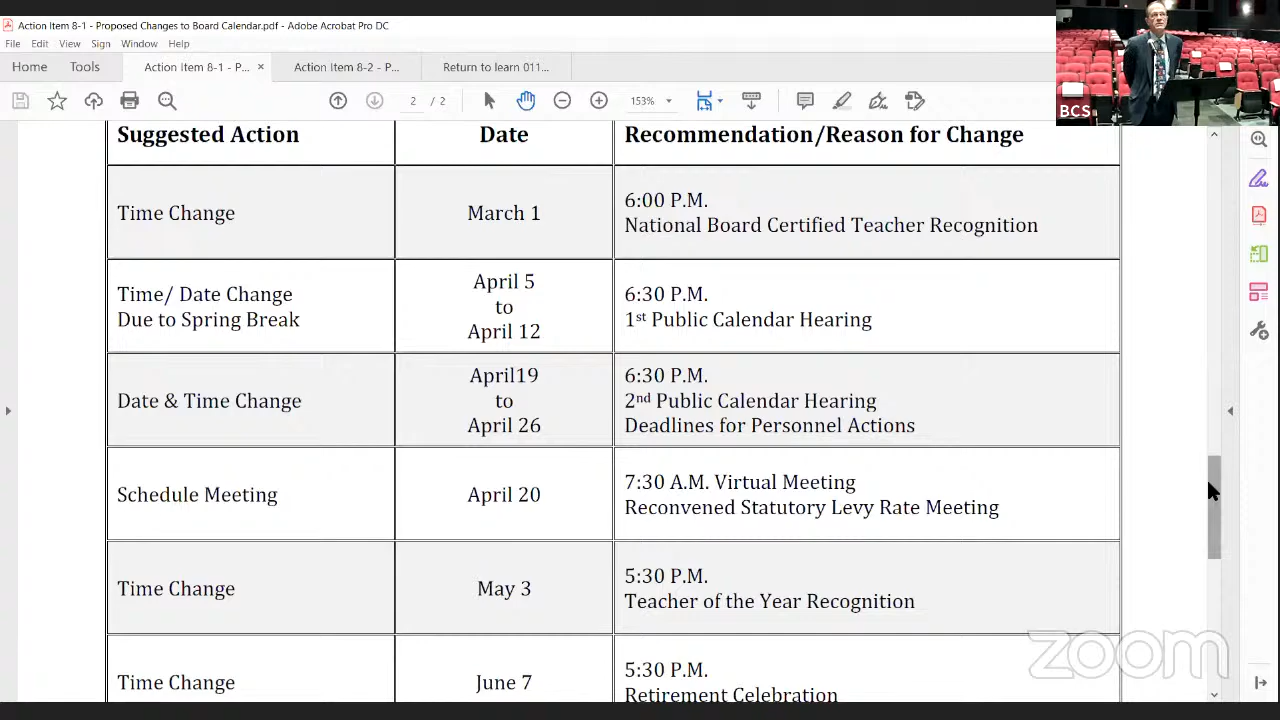 Action Item 8-1 - Proposed Changes to Board Calendar.pdf - Adobe Acrobat Pro DC
File Edit View Sign Window Help
Home Tools Action Item 8-1 - P... × Action Item 8-2 - P... Return to Learn 01...
2 / 2 153%
BCS
Suggested Action Date Recommendation/Reason for Change
Time Change March 1 6:00 P.M.
National Board Certified Teacher Recognition
Time/ Date Change
Due to Spring Break
April 5
to
April 12
6:30 P.M.
1st Public Calendar Hearing
Date & Time Change
April19
to
April 26
6:30 P.M.
2nd Public Calendar Hearing
Deadlines for Personnel Actions
Schedule Meeting April 20 7:30 A.M. Virtual Meeting
Reconvened Statutory Levy Rate Meeting
Time Change May 3 5:30 P.M.
Teacher of the Year Recognition
Time Change June 7 5:30 P.M.
Retirement Celebration
zoom